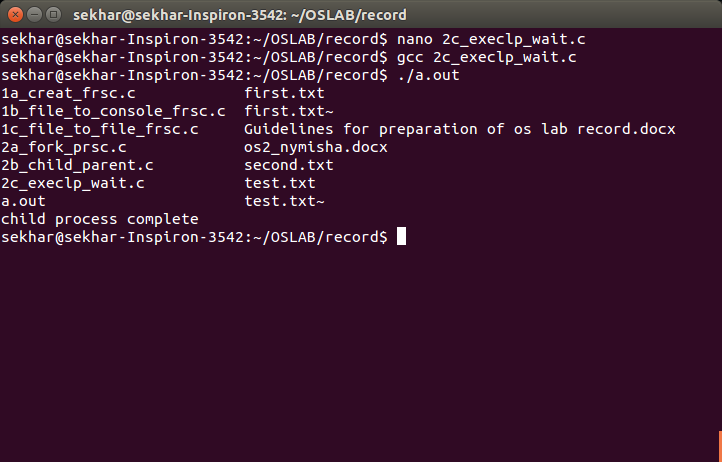 sekhar@sekhar-Inspiron-3542: ~/OSLAB/record
sekhar@sekhar-Inspiron-3542:~/OSLAB/record$ nano 2c_execlp_wait.c
sekhar@sekhar-Inspiron-3542:~/OSLAB/record$ gcc 2c_execlp_wait.c
sekhar@sekhar-Inspiron-3542:~/OSLAB/record$ ./a.out
1a_creat_frsc.c            first.txt
1b_file_to_console_frsc.c  first.txt~
1c_file_to_file_frsc.c     Guidelines for preparation of os lab record.docx
2a_fork_prsc.c             os2_nymisha.docx
2b_child_parent.c          second.txt
2c_execlp_wait.c           test.txt
a.out                      test.txt~
child process complete
sekhar@sekhar-Inspiron-3542:~/OSLAB/record$